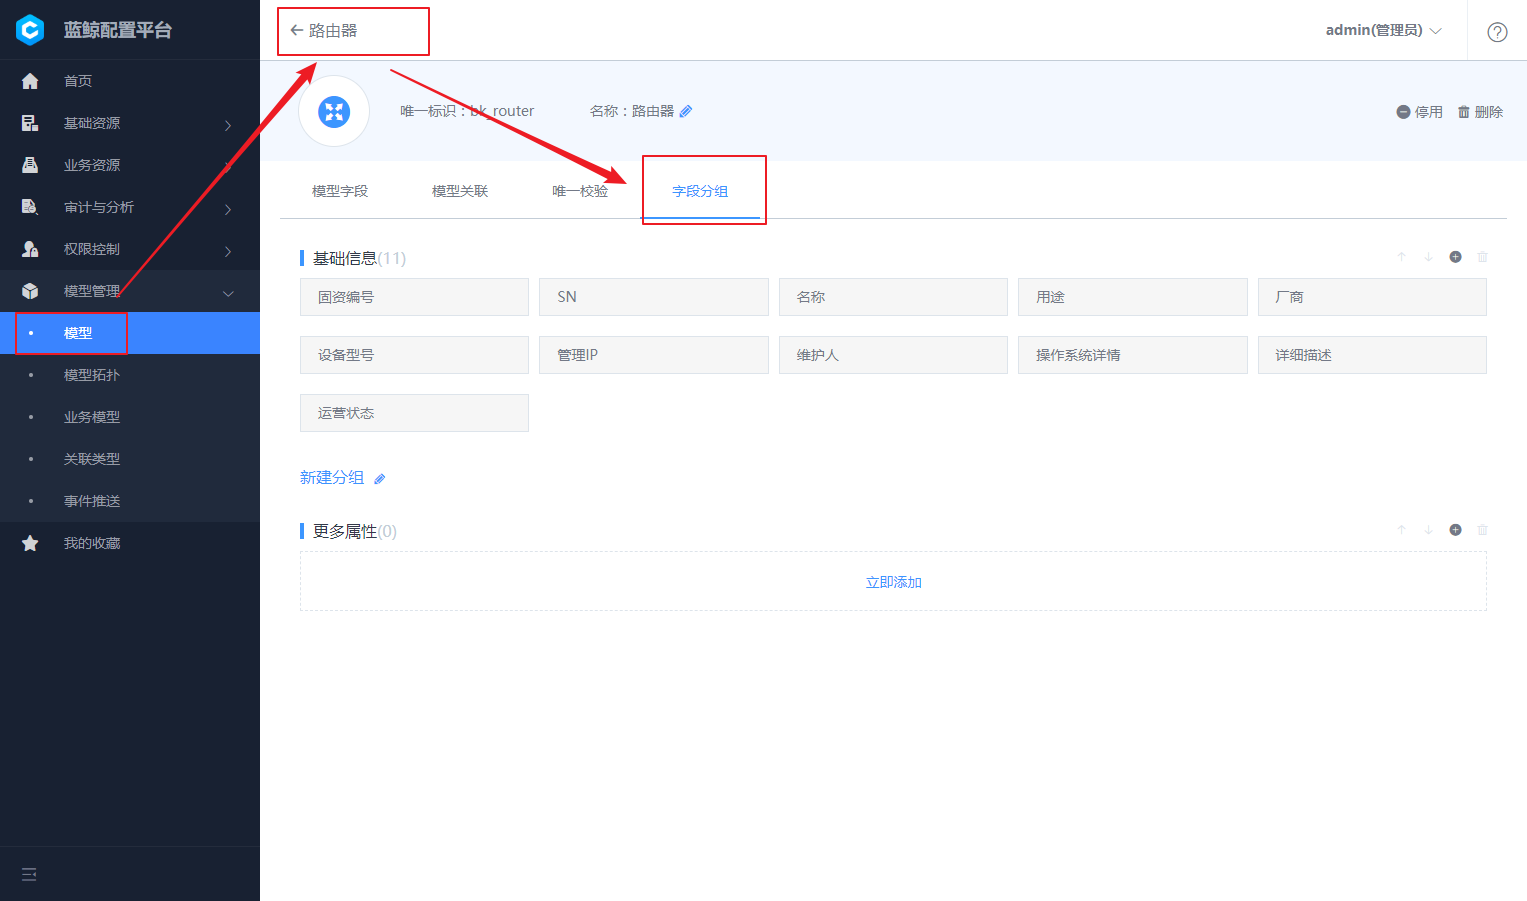 蓝鲸配置平台
首页
基础资源
业务资源
审计与分析
权限控制
模型管理
模型
模型拓扑
业务模型
关联类型
事件推送
我的收藏
路由器
admin(管理员)
唯一标识：bk_router
名称：路由器
停用
删除
模型字段
模型关联
唯一校验
字段分组
基础信息(11)
固资编号
SN
名称
用途
厂商
设备型号
管理IP
维护人
操作系统详情
详细描述
运营状态
新建分组
更多属性(0)
立即添加